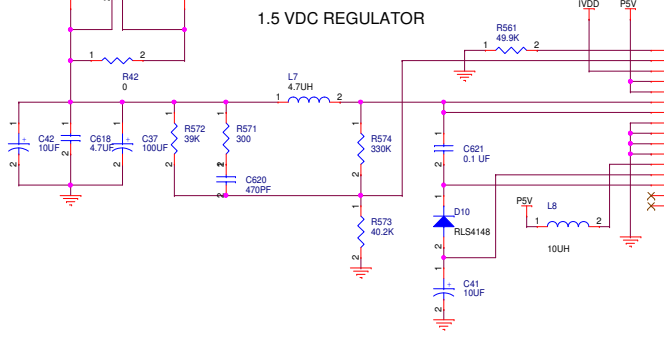 IVDD
P5V
1.5 VDC REGULATOR
R561
49.9K
1
2
1
2
R42
0
L7
4.7UH
1
2
1
2
C42
10UF
1
2
C618
4.7UF
1
2
C37
100UF
1
2
R572
39K
1
2
R571
300
C620
470PF
2
1
2
R574
330K
1
2
C621
0.1 UF
1
2
R573
40.2K
1
2
D10
RLS4148
P5V
L8
1
2
10UH
1
2
C41
10UF